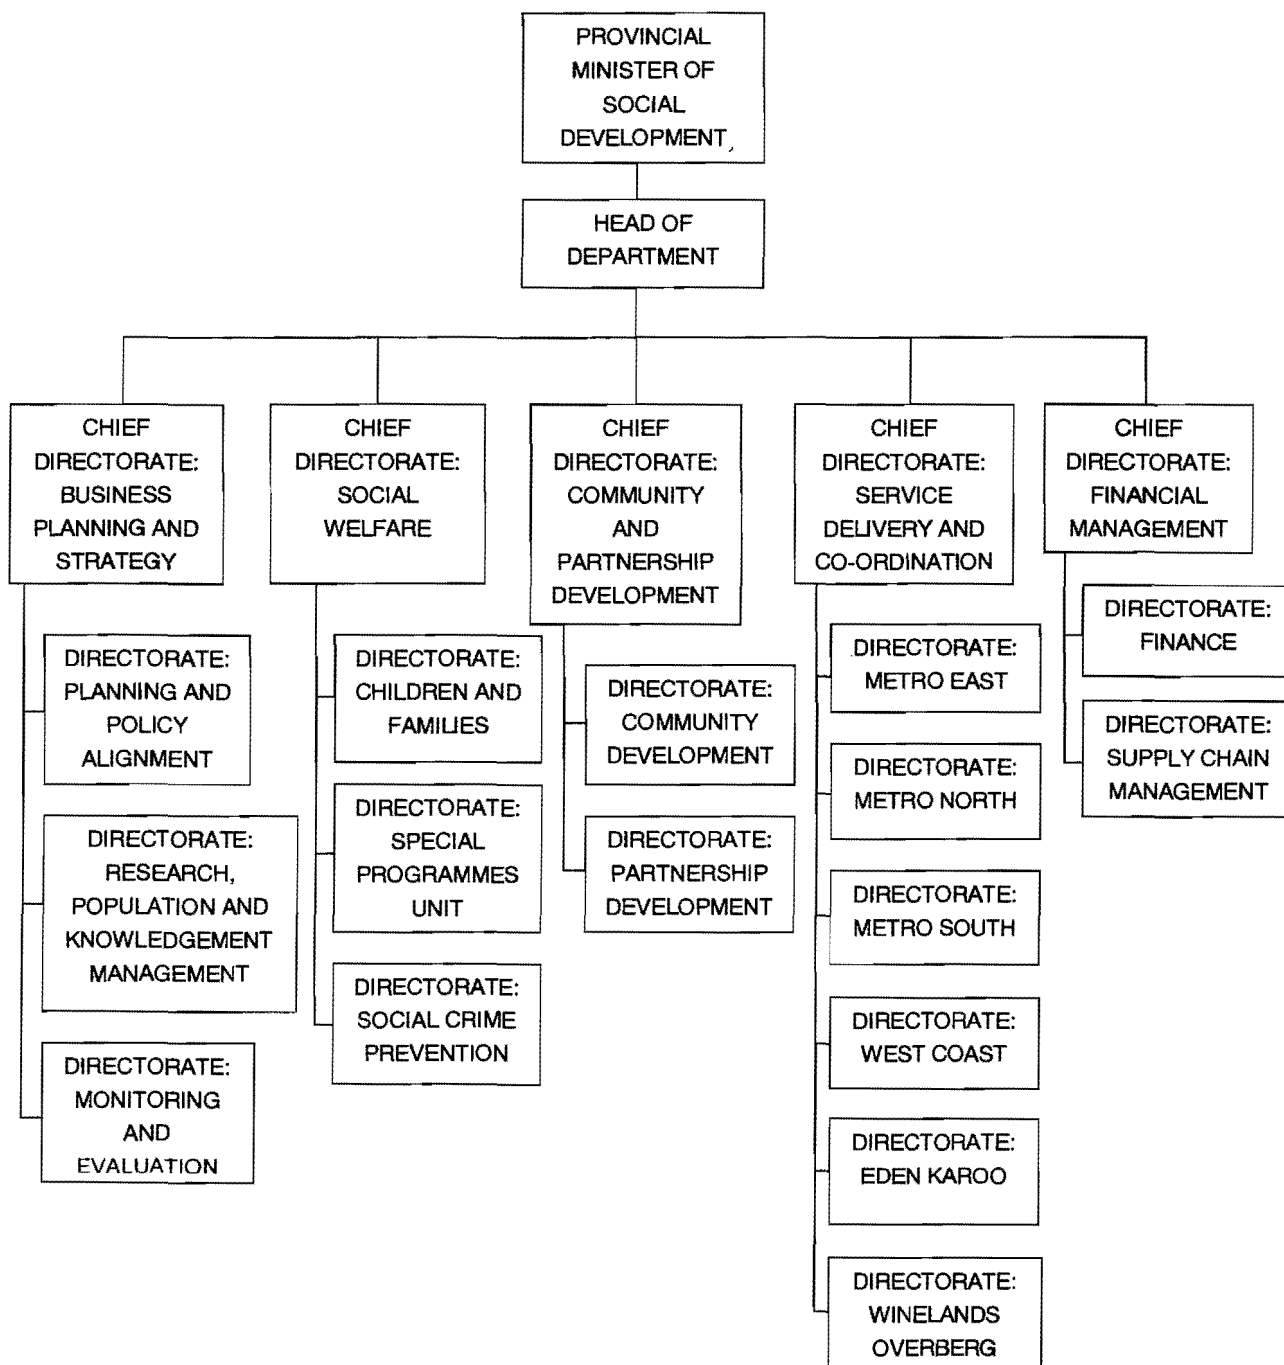 PROVINCIAL
MINISTER OF
SOCIAL
DEVELOPMENT
HEAD OF
DEPARTMENT
CHIEF
DIRECTORATE:
BUSINESS
PLANNING AND
STRATEGY
DIRECTORATE:
PLANNING AND
POLICY
ALIGNMENT
DIRECTORATE:
RESEARCH,
POPULATION AND
KNOWLEDGEMENT
MANAGEMENT
DIRECTORATE:
MONITORING
AND
EVALUATION
CHIEF
DIRECTORATE:
SOCIAL
WELFARE
DIRECTORATE:
CHILDREN AND
FAMILIES
DIRECTORATE:
SPECIAL
PROGRAMMES
UNIT
DIRECTORATE:
SOCIAL CRIME
PREVENTION
CHIEF
DIRECTORATE:
COMMUNITY
AND
PARTNERSHIP
DEVELOPMENT
DIRECTORATE:
COMMUNITY
DEVELOPMENT
DIRECTORATE:
PARTNERSHIP
DEVELOPMENT
CHIEF
DIRECTORATE:
SERVICE
DELIVERY AND
CO-ORDINATION
DIRECTORATE:
METRO EAST
DIRECTORATE:
METRO NORTH
DIRECTORATE:
METRO SOUTH
DIRECTORATE:
WEST COAST
DIRECTORATE:
EDEN KAROO
DIRECTORATE:
WINELANDS
OVERBERG
CHIEF
DIRECTORATE:
FINANCIAL
MANAGEMENT
DIRECTORATE:
FINANCE
DIRECTORATE:
SUPPLY CHAIN
MANAGEMENT